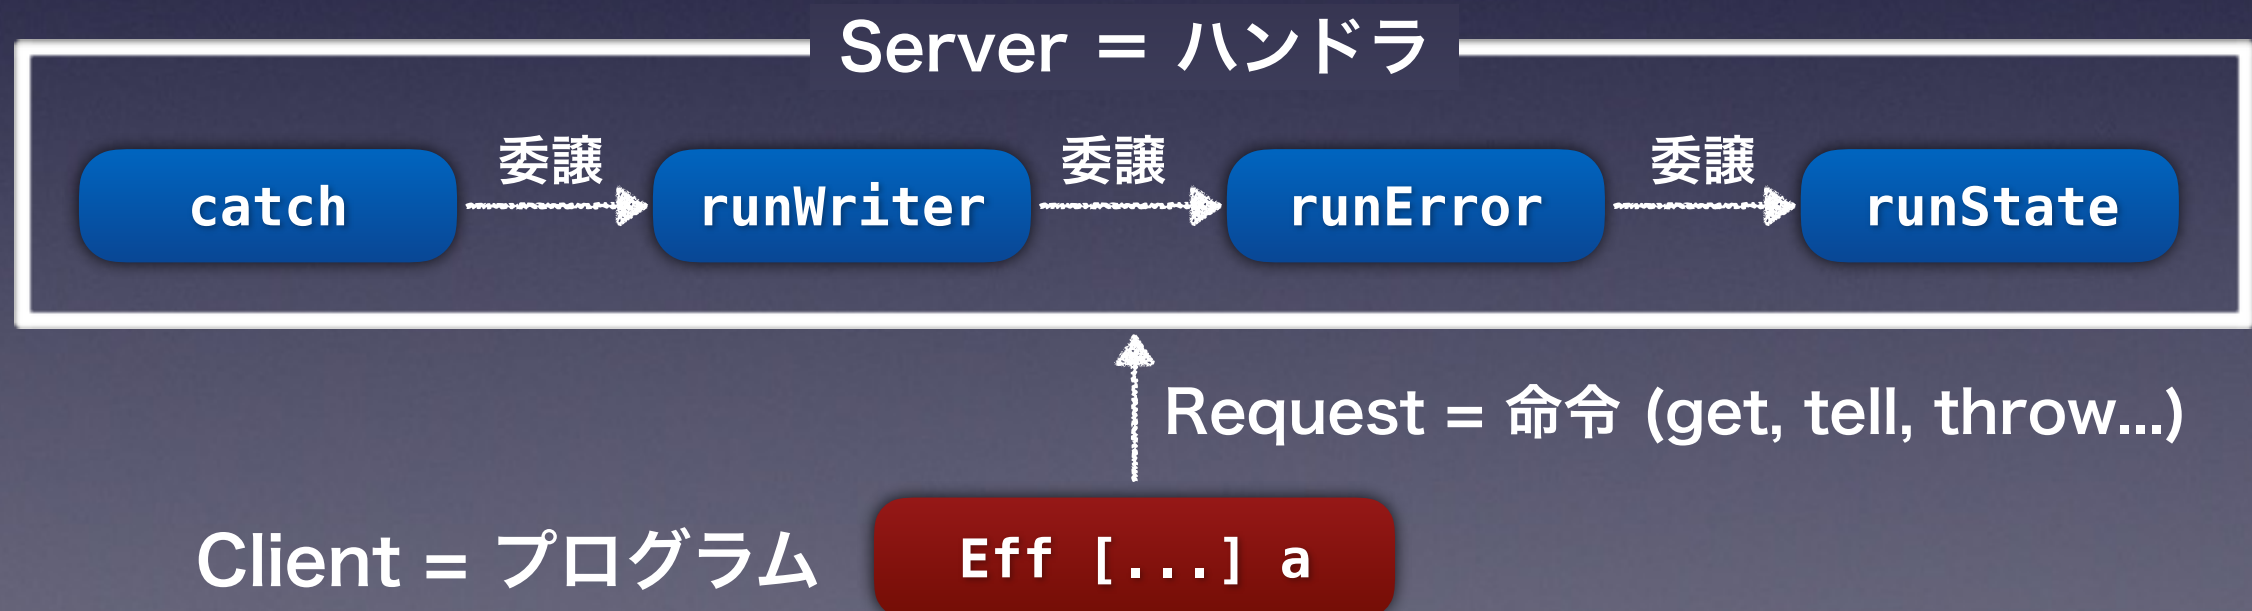 Server = ハンドラ
catch 委譲 runWriter 委譲 runError 委譲 runState
Request = 命令 (get, tell, throw...)
Client = プログラム Eff [...] a